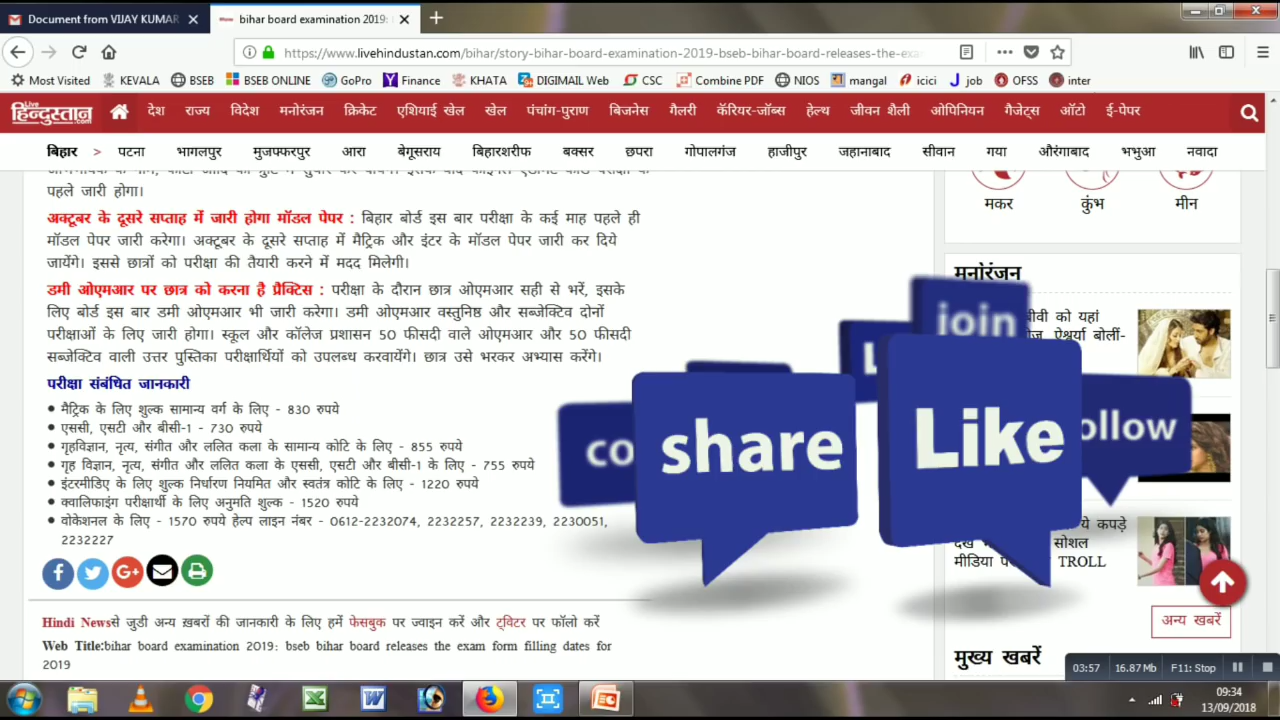 Document from VIJAY KUMAR
bihar board examination 2019:
https://www.livehindustan.com/bihar/story-bihar-board-examination-2019-bseb-bihar-board-releases-the-exa
Most Visited KEVALA BSEB BSEB ONLINE GoPro Finance KHATA DIGIMAIL Web CSC Combine PDF NIOS mangal icici job OFSS inter
Live हिन्दुस्तान .com देश राज्य विदेश मनोरंजन क्रिकेट एशियाई खेल खेल पंचांग-पुराण बिजनेस गैलरी कॅरियर-जॉब्स हेल्थ जीवन शैली ओपिनियन गैजेट्स ऑटो ई-पेपर
बिहार > पटना भागलपुर मुजफ्फरपुर आरा बेगूसराय बिहारशरीफ बक्सर छपरा गोपालगंज हाजीपुर जहानाबाद सीवान गया औरंगाबाद भभुआ नवादा
पहले जारी होगा।
अक्टूबर के दूसरे सप्ताह में जारी होगा मॉडल पेपर : बिहार बोर्ड इस बार परीक्षा के कई माह पहले ही
मॉडल पेपर जारी करेगा। अक्टूबर के दूसरे सप्ताह में मैट्रिक और इंटर के मॉडल पेपर जारी कर दिये
जायेंगे। इससे छात्रों को परीक्षा की तैयारी करने में मदद मिलेगी।
डमी ओएमआर पर छात्र को करना है प्रैक्टिस : परीक्षा के दौरान छात्र ओएमआर सही से भरें, इसके
लिए बोर्ड इस बार डमी ओएमआर भी जारी करेगा। डमी ओएमआर वस्तुनिष्ठ और सब्जेक्टिव दोनों
परीक्षाओं के लिए जारी होगा। स्कूल और कॉलेज प्रशासन 50 फीसदी वाले ओएमआर और 50 फीसदी
सब्जेक्टिव वाली उत्तर पुस्तिका परीक्षार्थियों को उपलब्ध करवायेंगे। छात्र उसे भरकर अभ्यास करेंगे।
परीक्षा संबंधित जानकारी
• मैट्रिक के लिए शुल्क सामान्य वर्ग के लिए - 830 रुपये
• एससी, एसटी और बीसी-1 - 730 रुपये
• गृहविज्ञान, नृत्य, संगीत और ललित कला के सामान्य कोटि के लिए - 855 रुपये
• गृह विज्ञान, नृत्य, संगीत और ललित कला के एससी, एसटी और बीसी-1 के लिए - 755 रुपये
• इंटरमीडिए के लिए शुल्क निर्धारण नियमित और स्वतंत्र कोटि के लिए - 1220 रुपये
• क्वालिफाइंग परीक्षार्थी के लिए अनुमति शुल्क - 1520 रुपये
• वोकेशनल के लिए - 1570 रुपये हेल्प लाइन नंबर - 0612-2232074, 2232257, 2232239, 2230051,
2232227
Hindi Newsसे जुडी अन्य ख़बरों की जानकारी के लिए हमें फेसबुक पर ज्वाइन करें और ट्विटर पर फॉलो करें
Web Title:bihar board examination 2019: bseb bihar board releases the exam form filling dates for
2019
join
co share Like ollow
मकर कुंभ मीन
मनोरंजन
बीवी को यहां
ऐश्वर्या बोलीं-
ये कपड़े
सोशल
मीडिया TROLL
अन्य खबरें
मुख्य खबरें
03:57 16.87 Mb F11: Stop
09:34
13/09/2018